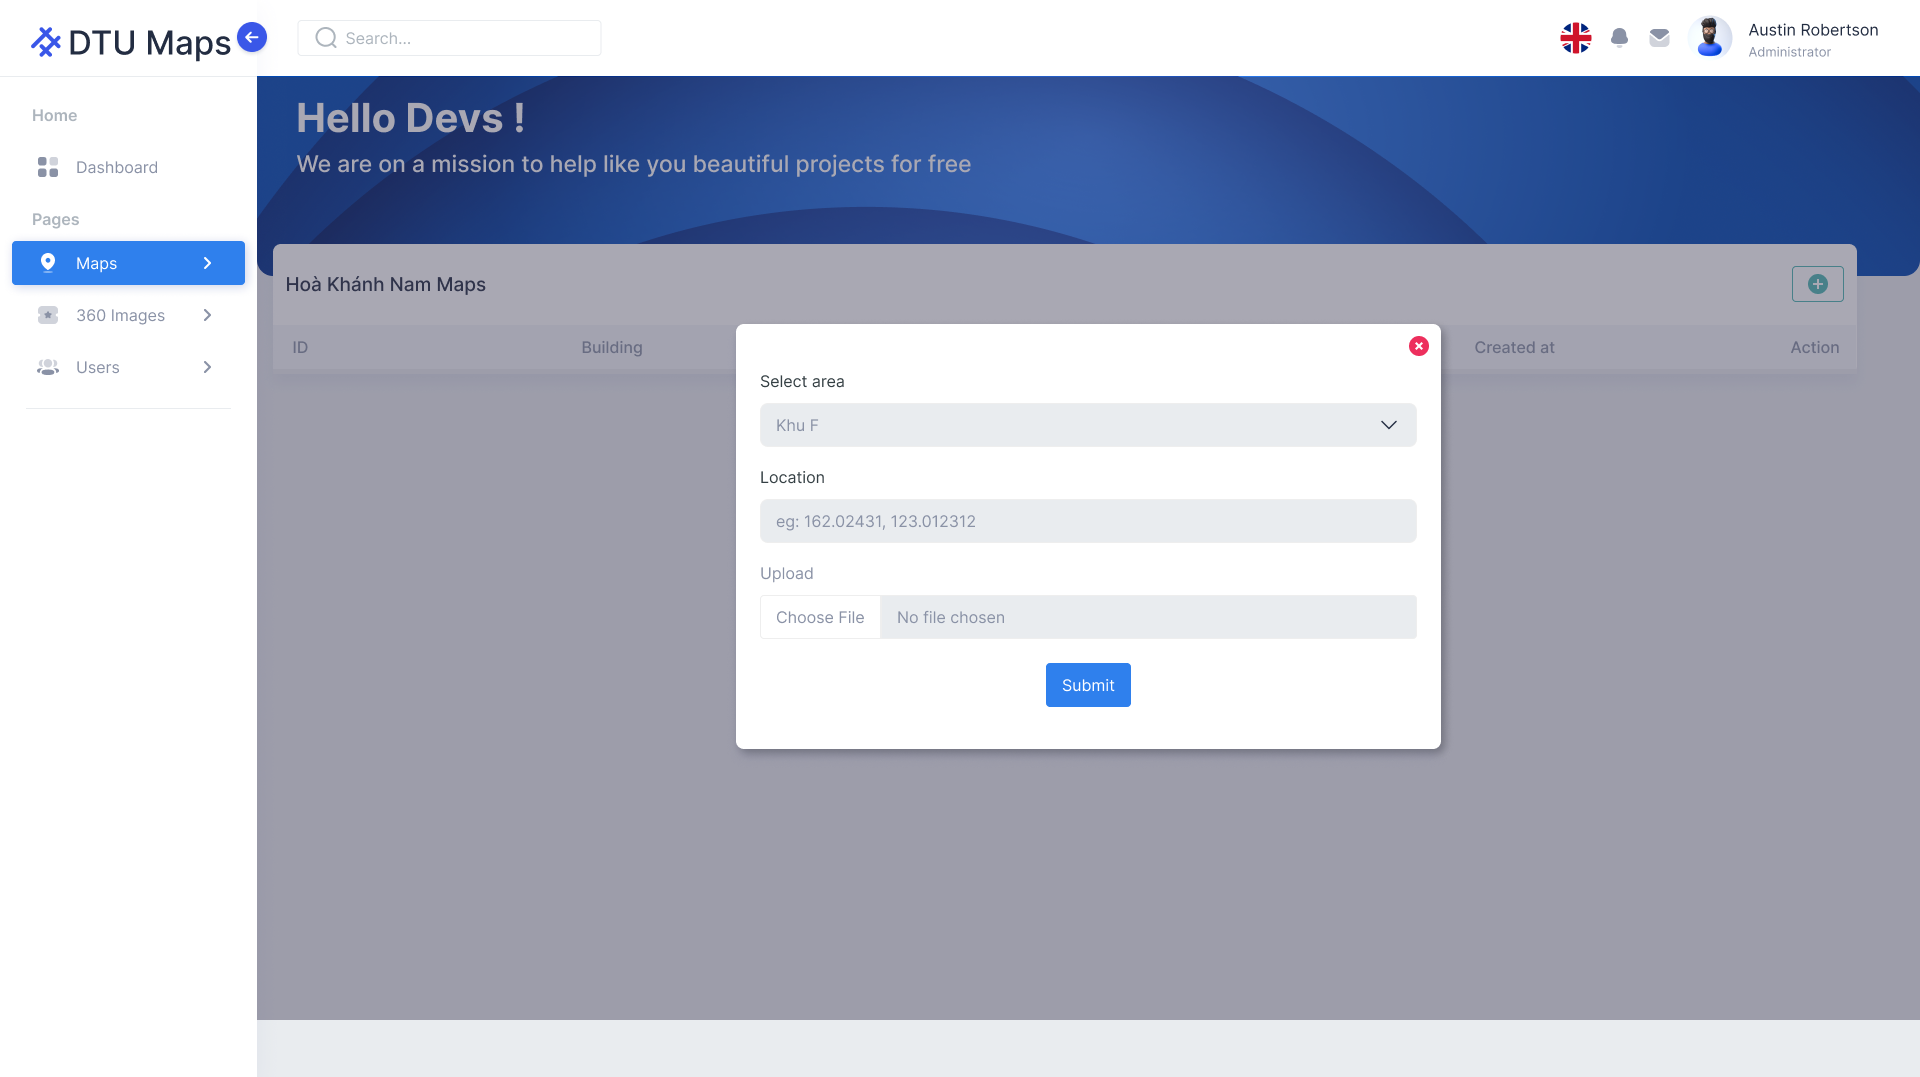 DTU Maps
Search...
Austin Robertson
Administrator
Home
Dashboard
Pages
Maps
360 Images
Users
Hello Devs !
We are on a mission to help like you beautiful projects for free
Hoà Khánh Nam Maps
ID Building Created at Action
Select area
Khu F
Location
eg: 162.02431, 123.012312
Upload
Choose File No file chosen
Submit